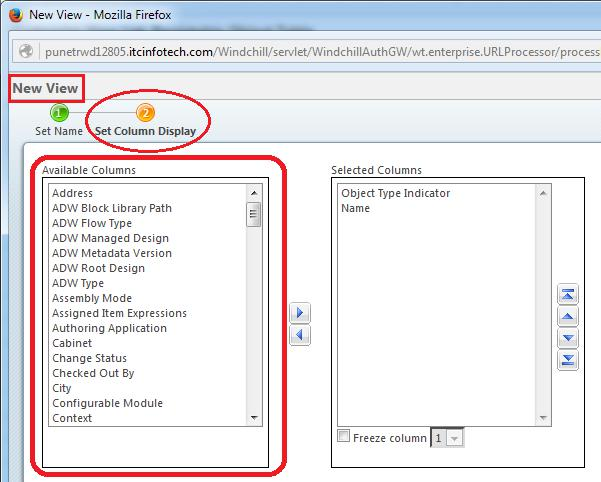 New View - Mozilla Firefox
punetrwd12805.itcinfotech.com/Windchill/servlet/WindchillAuthGW/wt.enterprise.URLProcessor/process
New View
1 2
Set Name Set Column Display
Available Columns
Address
ADW Block Library Path
ADW Flow Type
ADW Managed Design
ADW Metadata Version
ADW Root Design
ADW Type
Assembly Mode
Assigned Item Expressions
Authoring Application
Cabinet
Change Status
Checked Out By
City
Configurable Module
Context
Selected Columns
Object Type Indicator
Name
Freeze column 1